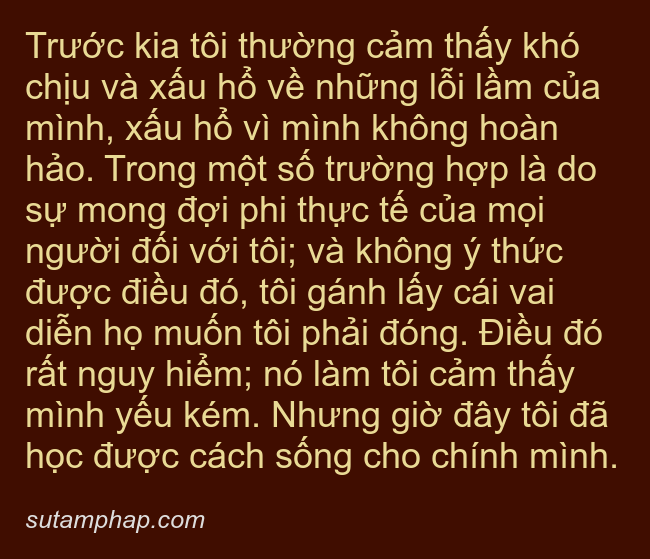 Trước kia tôi thường cảm thấy khó
chịu và xấu hổ về những lỗi lầm của
mình, xấu hổ vì mình không hoàn
hảo. Trong một số trường hợp là do
sự mong đợi phi thực tế của mọi
người đối với tôi; và không ý thức
được điều đó, tôi gánh lấy cái vai
diễn họ muốn tôi phải đóng. Điều đó
rất nguy hiểm; nó làm tôi cảm thấy
mình yếu kém. Nhưng giờ đây tôi đã
học được cách sống cho chính mình.
sutamphap.com